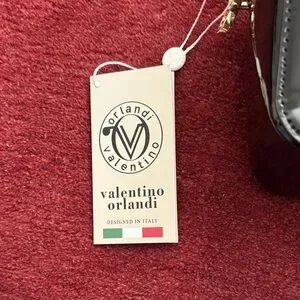 orlandi
valentino
valentino
orlandi
DESIGNED IN ITALY